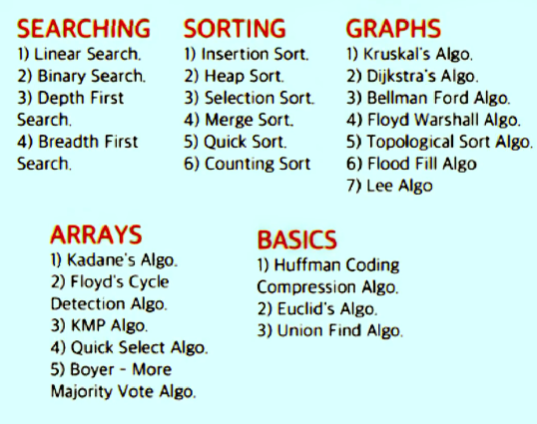 SEARCHING
1) Linear Search.
2) Binary Search.
3) Depth First
Search.
4) Breadth First
Search.
SORTING
1) Insertion Sort.
2) Heap Sort.
3) Selection Sort.
4) Merge Sort.
5) Quick Sort.
6) Counting Sort
GRAPHS
1) Kruskal's Algo.
2) Dijkstra's Algo.
3) Bellman Ford Algo.
4) Floyd Warshall Algo.
5) Topological Sort Algo.
6) Flood Fill Algo
7) Lee Algo
ARRAYS
1) Kadane's Algo.
2) Floyd's Cycle
Detection Algo.
3) KMP Algo.
4) Quick Select Algo.
5) Boyer - More
Majority Vote Algo.
BASICS
1) Huffman Coding
Compression Algo.
2) Euclid's Algo.
3) Union Find Algo.